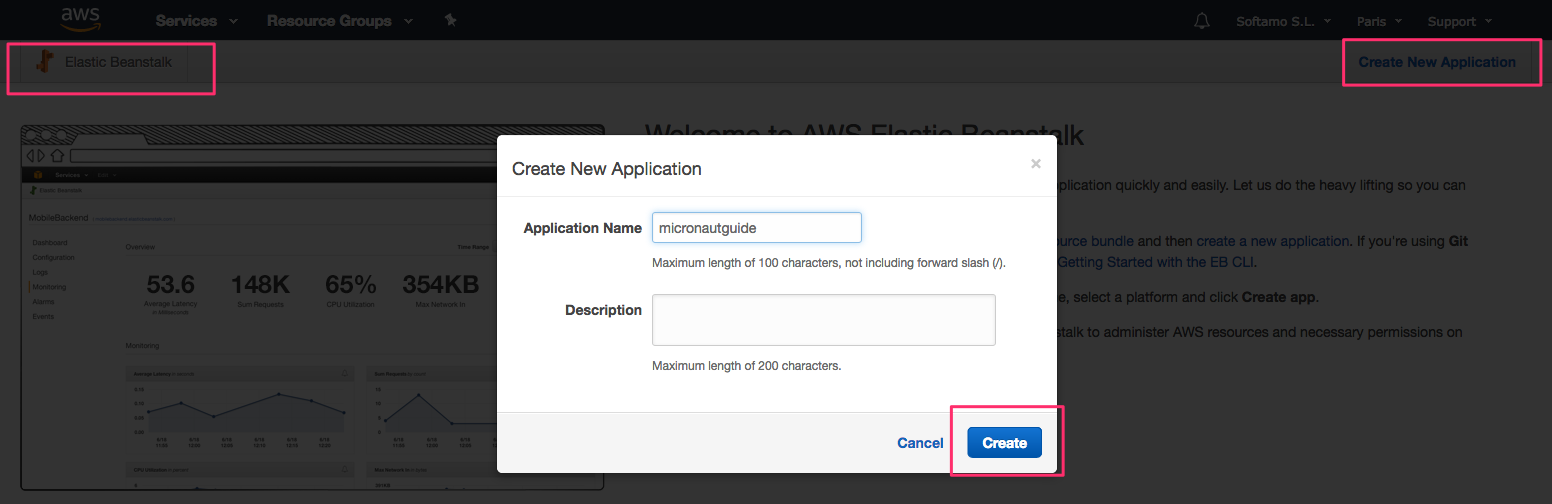 aws Services Resource Groups Softamo S.L. Paris Support
Elastic Beanstalk Create New Application
Welcome to AWS Elastic Beanstalk
Create New Application ×
plication quickly and easily. Let us do the heavy lifting so you can
Application Name micronautguide
Maximum length of 100 characters, not including forward slash (/).
urce bundle and then create a new application. If you're using Git
Getting Started with the EB CLI.
Description
e, select a platform and click Create app.
stalk to administer AWS resources and necessary permissions on
Maximum length of 200 characters.
Cancel Create
Services Edit
Elastic Beanstalk
MobileBackend
Dashboard
Configuration
Logs
Monitoring
Alarms
Events
Overview Time Range
53.6 148K 65% 354KB
Average Latency Sum Requests CPU Utilization Max Network In
in Milliseconds
Monitoring
Average Latency Sum Requests
CPU Utilization Max Network